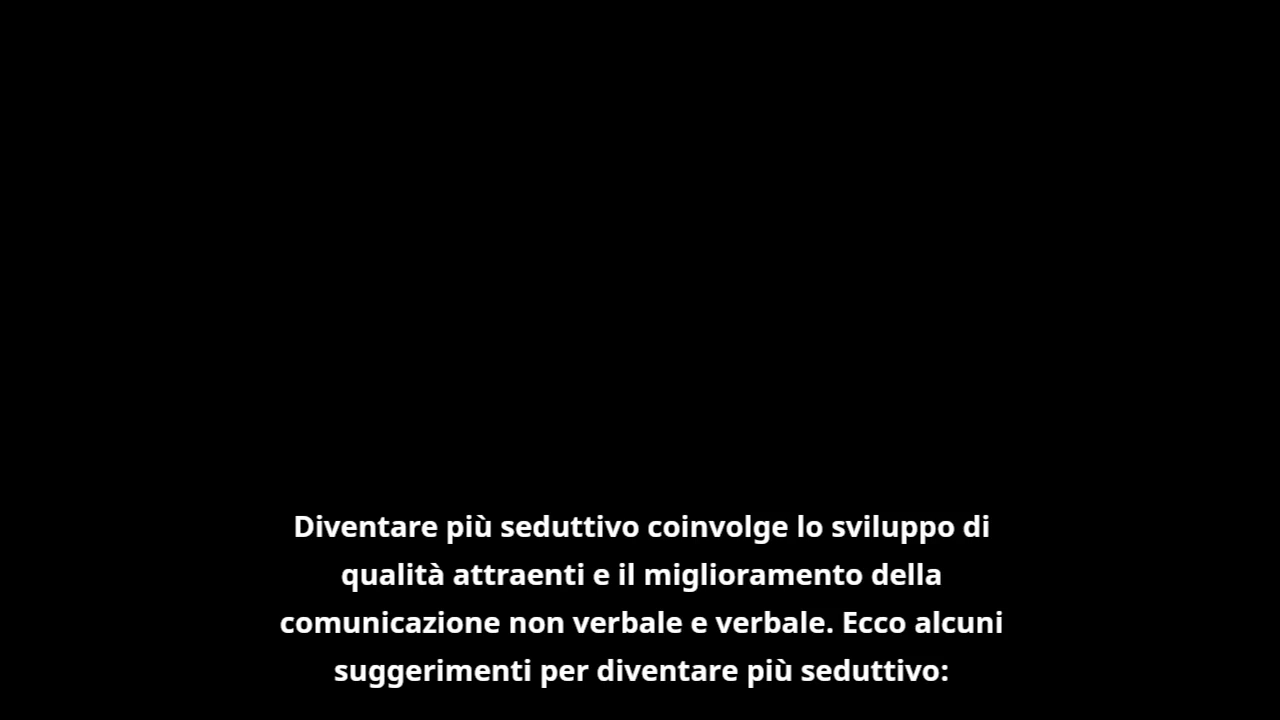 Diventare più seduttivo coinvolge lo sviluppo di
qualità attraenti e il miglioramento della
comunicazione non verbale e verbale. Ecco alcuni
suggerimenti per diventare più seduttivo: